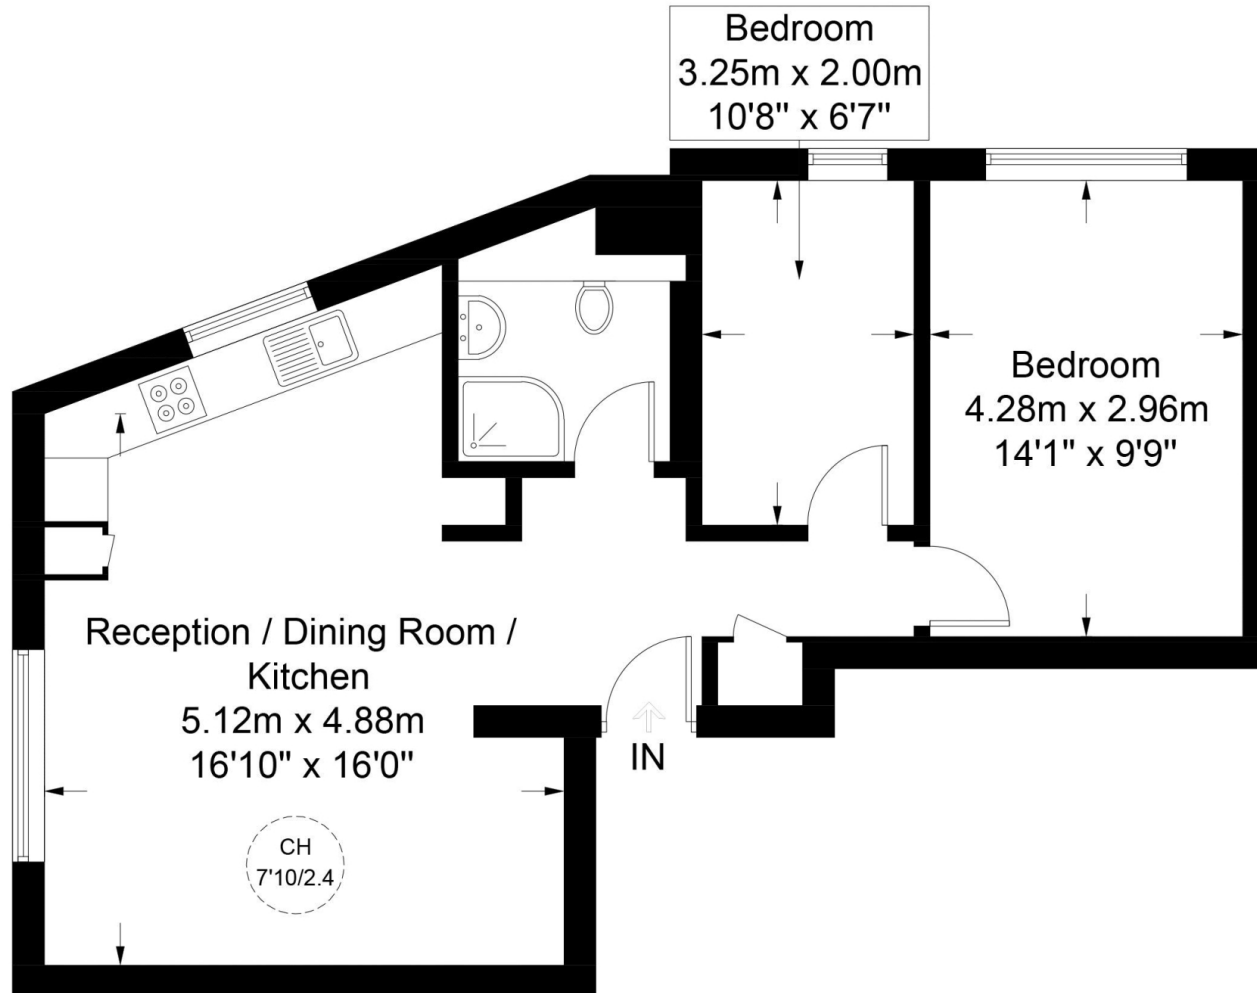 Bedroom
3.25m x 2.00m
10'8" x 6'7"
Bedroom
4.28m x 2.96m
14'1" x 9'9"
Reception / Dining Room /
Kitchen
5.12m x 4.88m
16'10" x 16'0"
IN
CH
7'10/2.4